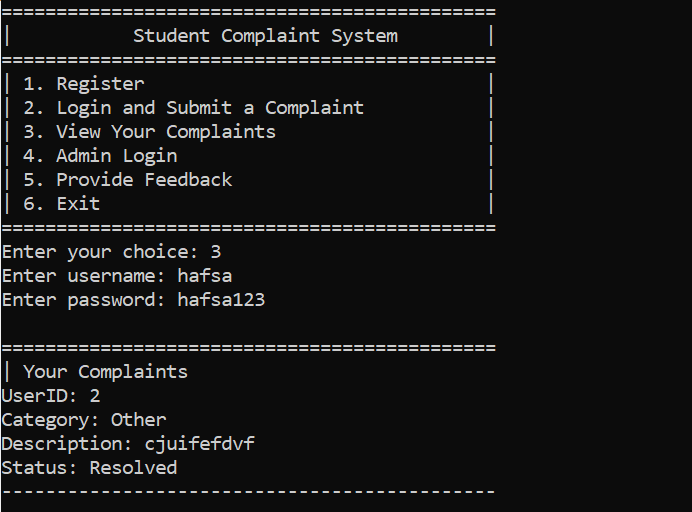 =============================================
|           Student Complaint System        |
=============================================
| 1. Register                               |
| 2. Login and Submit a Complaint           |
| 3. View Your Complaints                   |
| 4. Admin Login                            |
| 5. Provide Feedback                       |
| 6. Exit                                   |
=============================================
Enter your choice: 3
Enter username: hafsa
Enter password: hafsa123

=============================================
| Your Complaints
UserID: 2
Category: Other
Description: cjuifefdvf
Status: Resolved
---------------------------------------------